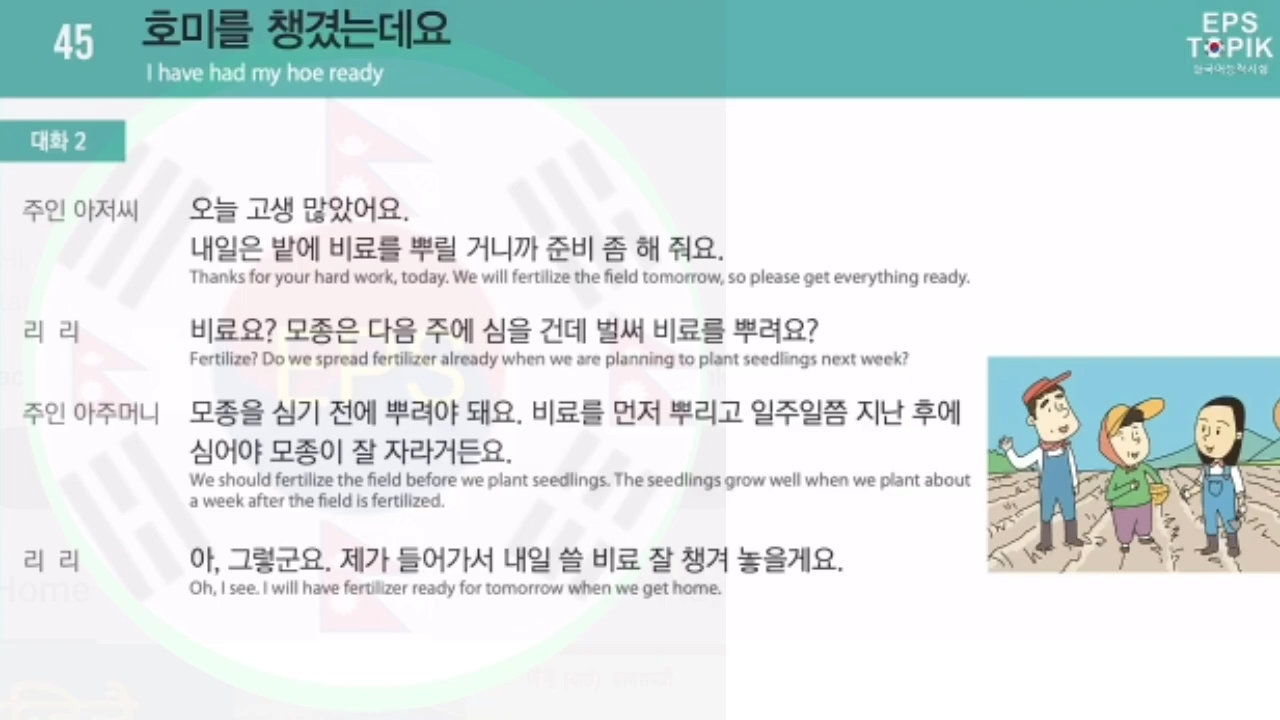 45 호미를 챙겼는데요
I have had my hoe ready
EPS
TOPIK
한국어능력시험
대화 2
주인 아저씨 오늘 고생 많았어요.
내일은 밭에 비료를 뿌릴 거니까 준비 좀 해 줘요.
Thanks for your hard work, today. We will fertilize the field tomorrow, so please get everything ready.
리 리 비료요? 모종은 다음 주에 심을 건데 벌써 비료를 뿌려요?
Fertilize? Do we spread fertilizer already when we are planning to plant seedlings next week?
주인 아주머니 모종을 심기 전에 뿌려야 돼요. 비료를 먼저 뿌리고 일주일쯤 지난 후에
심어야 모종이 잘 자라거든요.
We should fertilize the field before we plant seedlings. The seedlings grow well when we plant about
a week after the field is fertilized.
리 리 아, 그렇군요. 제가 들어가서 내일 쓸 비료 잘 챙겨 놓을게요.
Oh, I see. I will have fertilizer ready for tomorrow when we get home.
EPS
Home